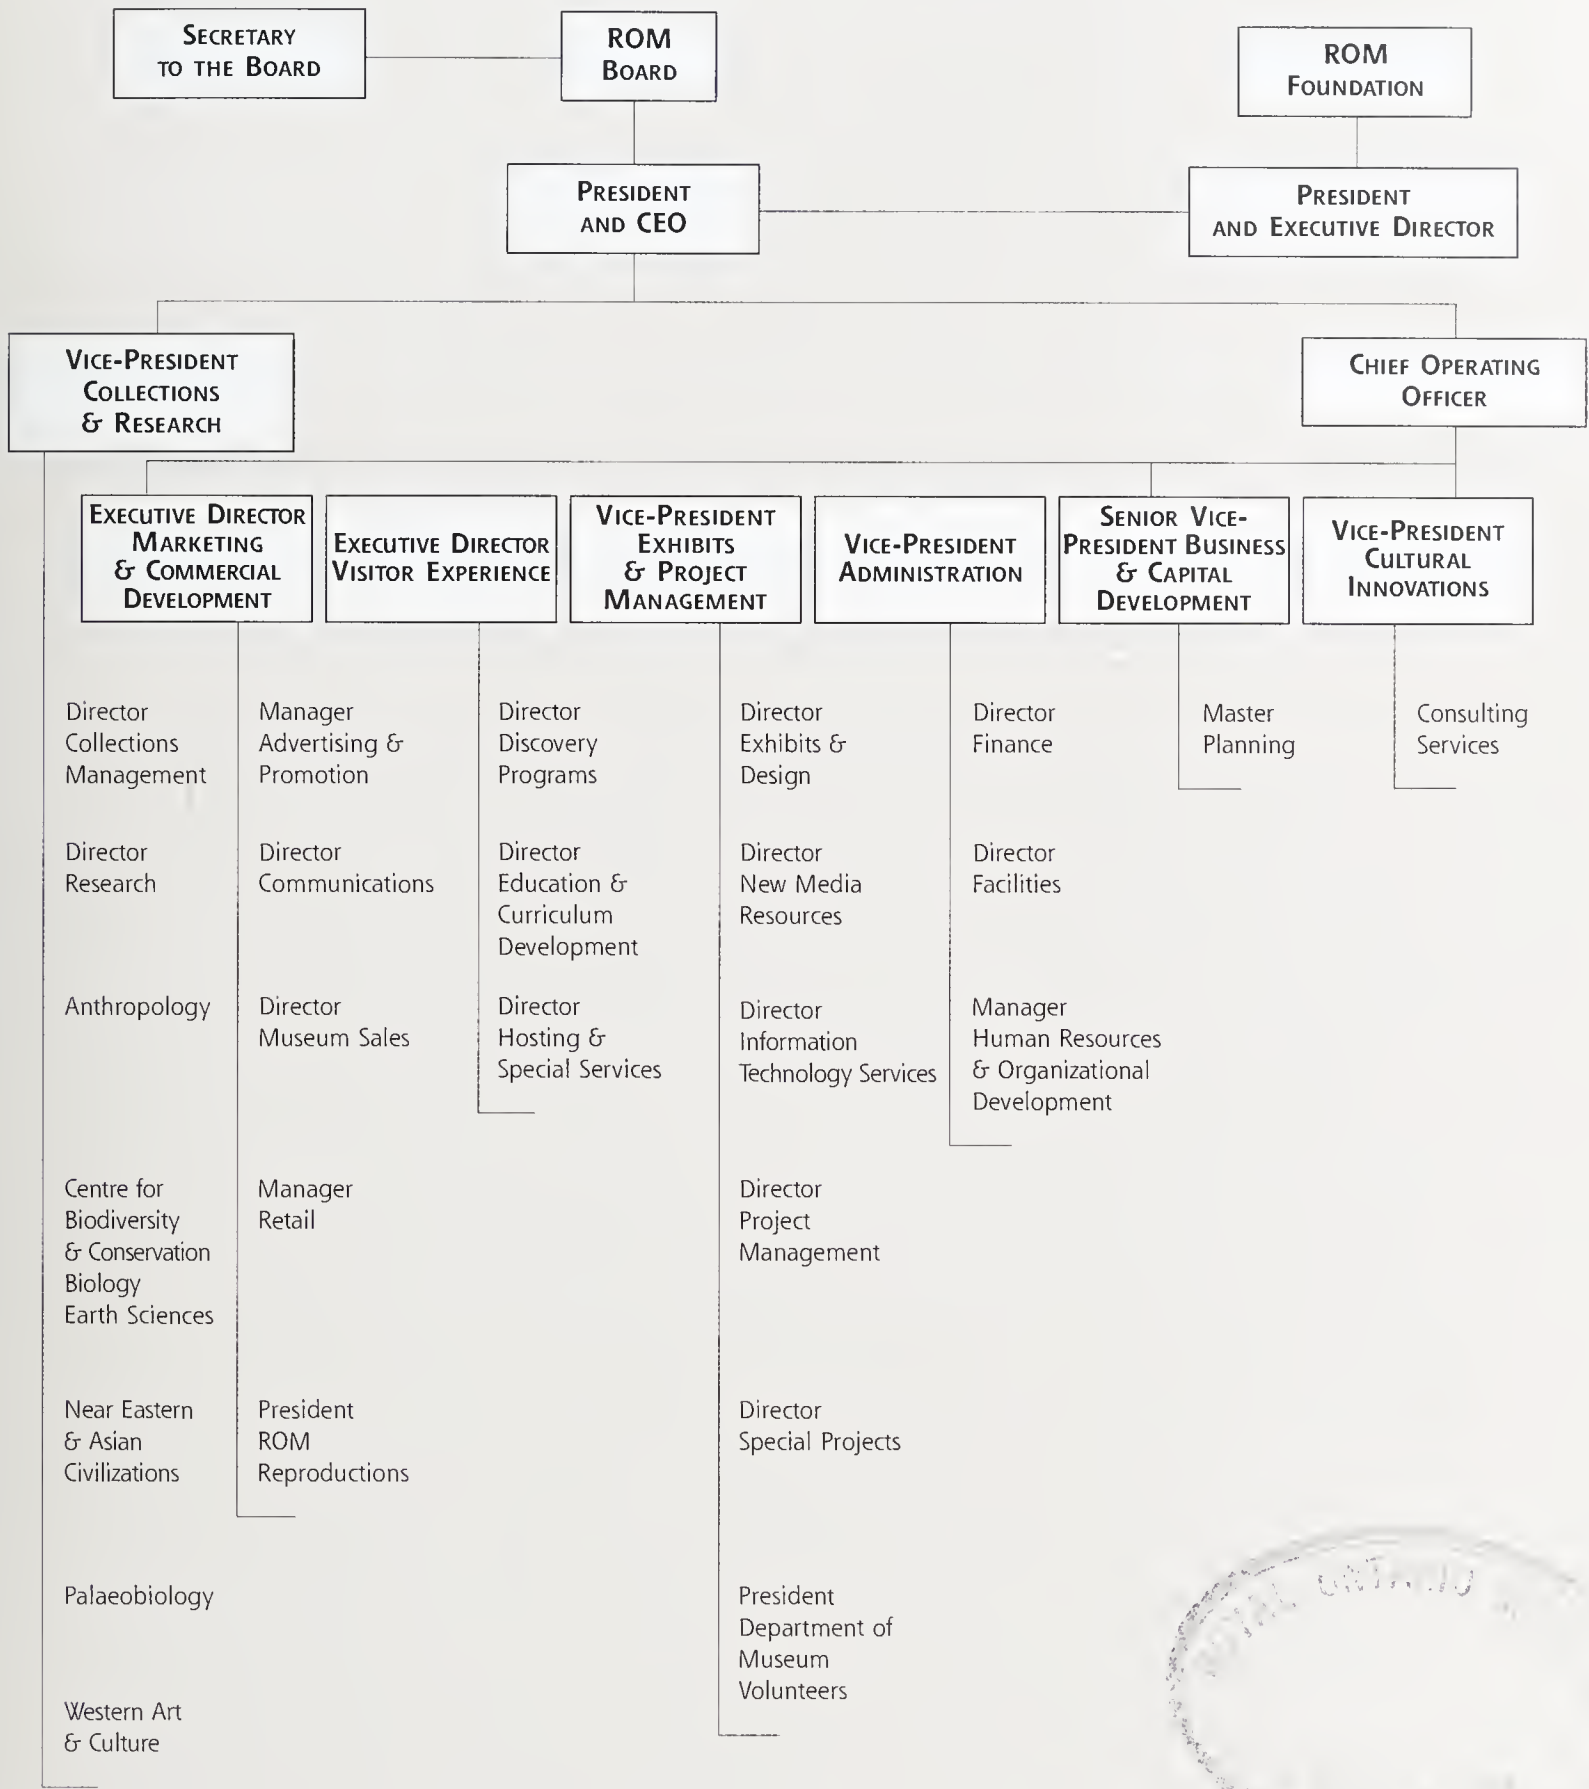 SECRETARY
TO THE BOARD
ROM
BOARD
ROM
FOUNDATION
PRESIDENT
AND CEO
PRESIDENT
AND EXECUTIVE DIRECTOR
VICE-PRESIDENT
COLLECTIONS
& RESEARCH
CHIEF OPERATING
OFFICER
EXECUTIVE DIRECTOR
MARKETING
& COMMERCIAL
DEVELOPMENT
EXECUTIVE DIRECTOR
VISITOR EXPERIENCE
VICE-PRESIDENT
EXHIBITS
& PROJECT
MANAGEMENT
VICE-PRESIDENT
ADMINISTRATION
SENIOR VICE-
PRESIDENT BUSINESS
& CAPITAL
DEVELOPMENT
VICE-PRESIDENT
CULTURAL
INNOVATIONS
Director
Collections
Management
Director
Research
Anthropology
Centre for
Biodiversity
& Conservation
Biology
Earth Sciences
Near Eastern
& Asian
Civilizations
Palaeobiology
Western Art
& Culture
Manager
Advertising &
Promotion
Director
Communications
Director
Museum Sales
Manager
Retail
President
ROM
Reproductions
Director
Discovery
Programs
Director
Education &
Curriculum
Development
Director
Hosting &
Special Services
Director
Exhibits &
Design
Director
New Media
Resources
Director
Information
Technology Services
Director
Project
Management
Director
Special Projects
President
Department of
Museum
Volunteers
Director
Finance
Director
Facilities
Manager
Human Resources
& Organizational
Development
Master
Planning
Consulting
Services
ROYAL ONTARIO